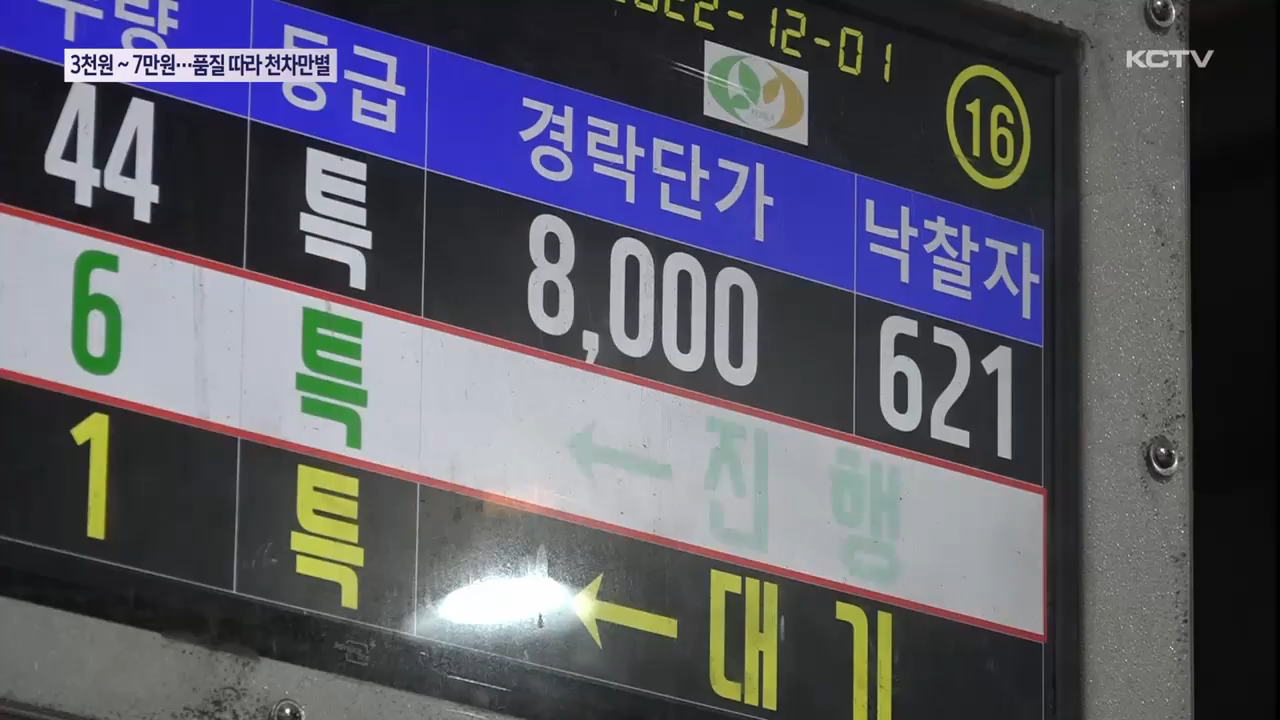 2022-12-01
KCTV
3천원 ~ 7만원…품질 따라 천차만별
16
수량 등급 경락단가 낙찰자
44 특 8,000 621
6 특 ← 진 행
1 특 ← 대 기